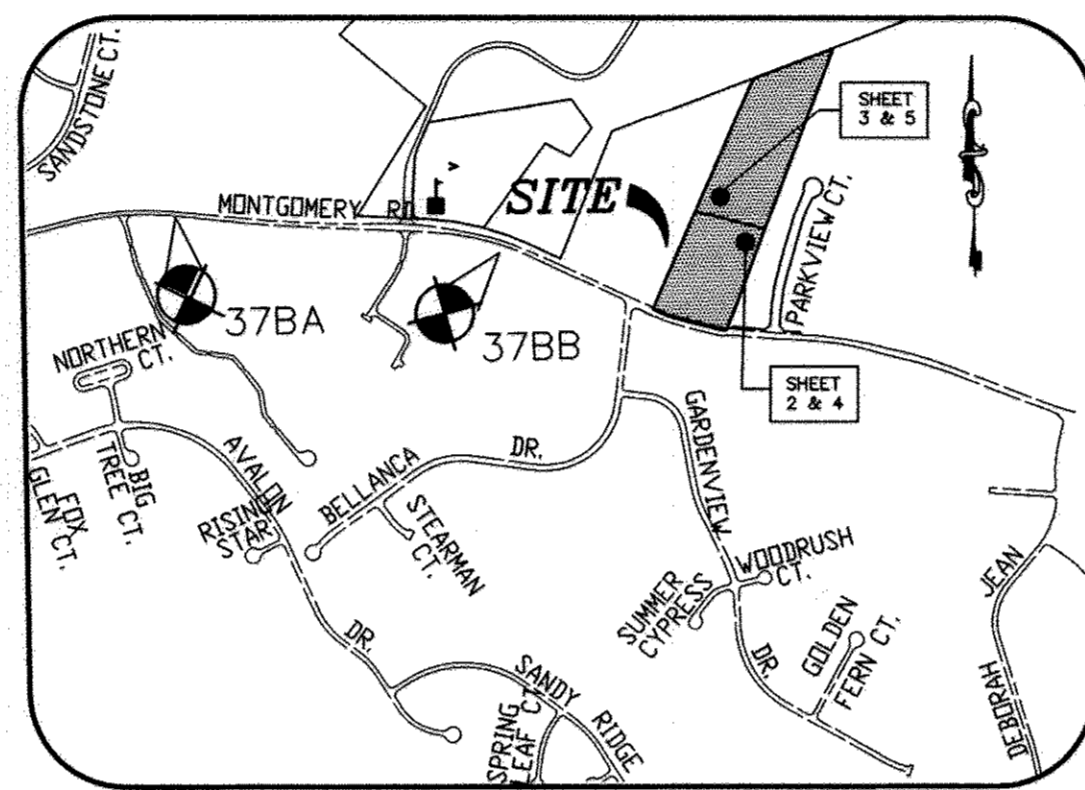 SANDSTONE CT.
SHEET
3 & 5
MONTGOMERY RD.
SITE
PARKVIEW CT.
37BA
37BB
NORTHERN
CT.
SHEET
2 & 4
GARDENVIEW
DR.
AVALON
DR.
BIG
TREE CT.
FOX
GLEN CT.
RISING
STAR
BELLANCA
DR.
STEARMAN
CT.
WOODRUSH
CT.
SUMMER
CYPRESS
GOLDEN
FERN CT.
JEAN
DEBORAH
SANDY
RIDGE
SPRING
LEAF CT.